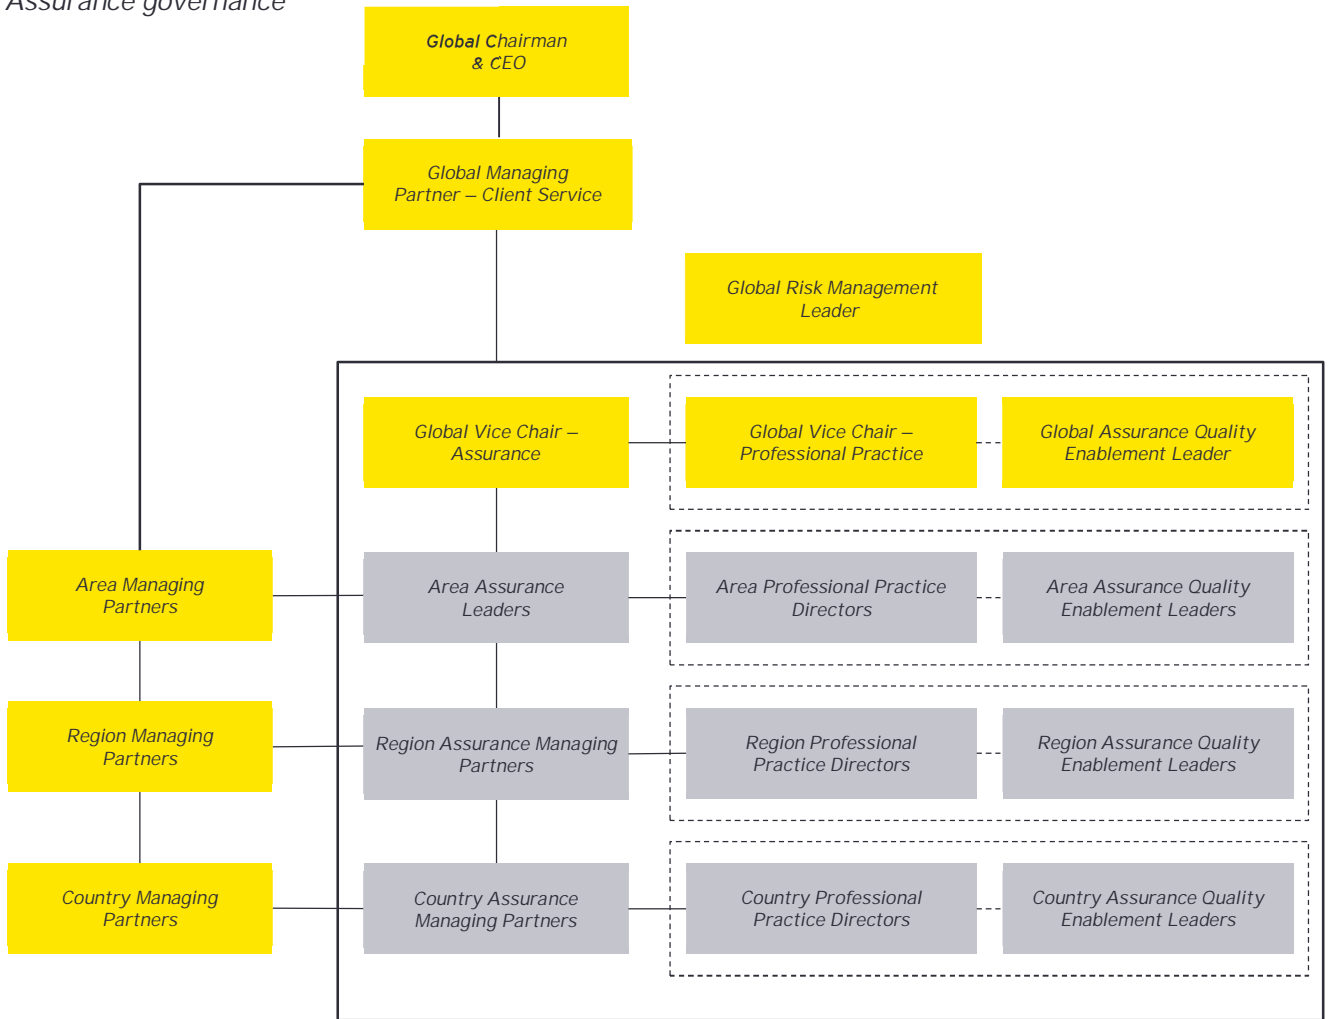 Assurance governance
Global Chairman
& CEO
Global Managing
Partner – Client Service
Global Risk Management
Leader
Global Vice Chair –
Assurance
Global Vice Chair –
Professional Practice
Global Assurance Quality
Enablement Leader
Area Managing
Partners
Area Assurance
Leaders
Area Professional Practice
Directors
Area Assurance Quality
Enablement Leaders
Region Managing
Partners
Region Assurance Managing
Partners
Region Professional
Practice Directors
Region Assurance Quality
Enablement Leaders
Country Managing
Partners
Country Assurance
Managing Partners
Country Professional
Practice Directors
Country Assurance Quality
Enablement Leaders